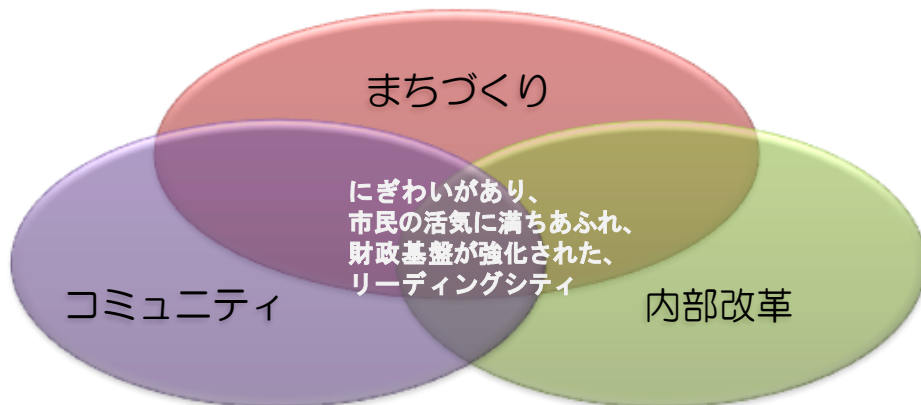 まちづくり
にぎわいがあり、
市民の活気に満ちあふれ、
財政基盤が強化された、
リーディングシティ
コミュニティ
内部改革